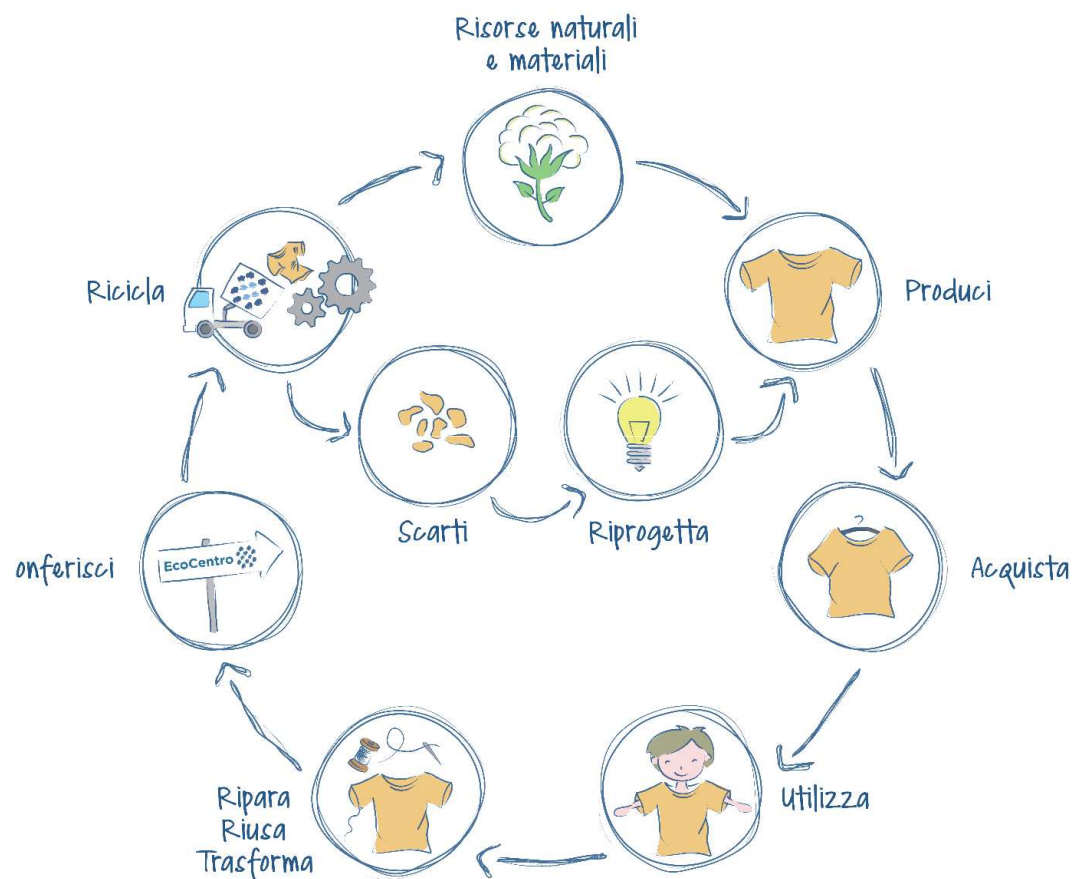 Risorse naturali
e materiali
Ricicla
Produci
Scarti
Riprogetta
onferisci
EcoCentro
Acquista
Ripara
Riusa
Trasforma
Utilizza